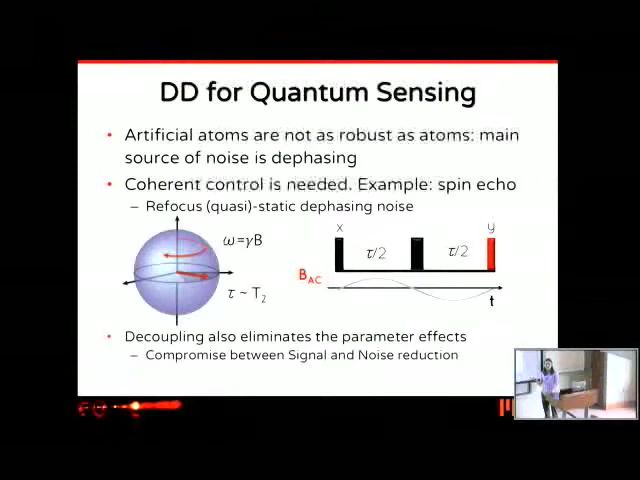 DD for Quantum Sensing
• Artificial atoms are not as robust as atoms: main
source of noise is dephasing
• Coherent control is needed. Example: spin echo
– Refocus (quasi)-static dephasing noise
ω=γB
τ ~ T2
x
τ/2
τ/2
y
BAC
t
• Decoupling also eliminates the parameter effects
– Compromise between Signal and Noise reduction